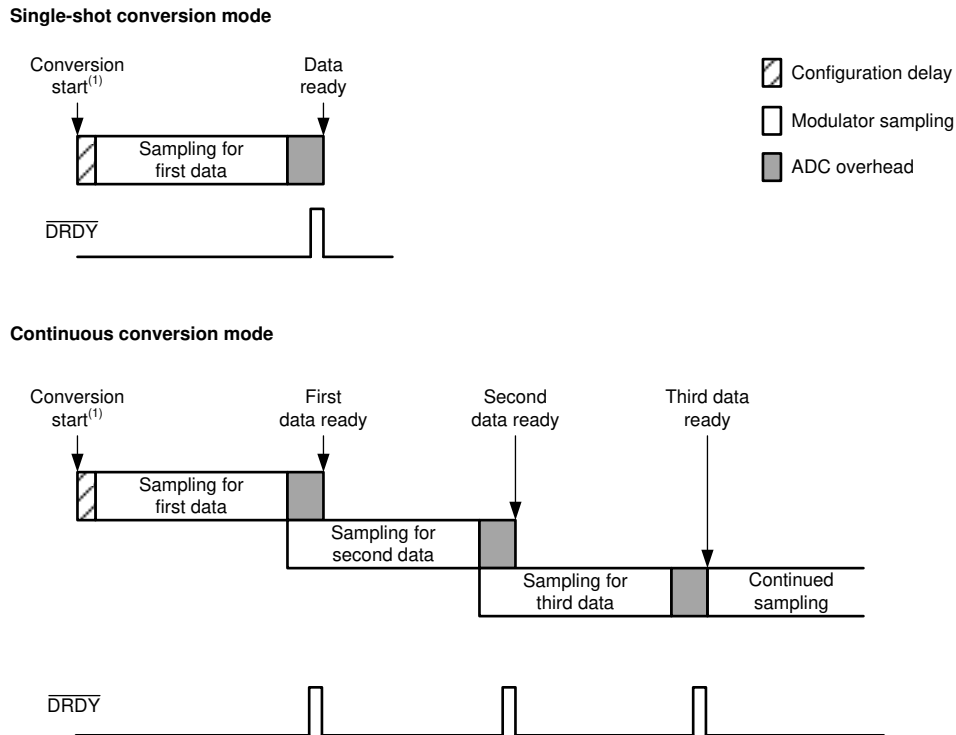 Single-shot conversion mode
Conversion
start(1)
Data
ready
Configuration delay
Modulator sampling
ADC overhead
Sampling for
first data
DRDY
Continuous conversion mode
Conversion
start(1)
First
data ready
Second
data ready
Third data
ready
Sampling for
first data
Sampling for
second data
Sampling for
third data
Continued
sampling
DRDY